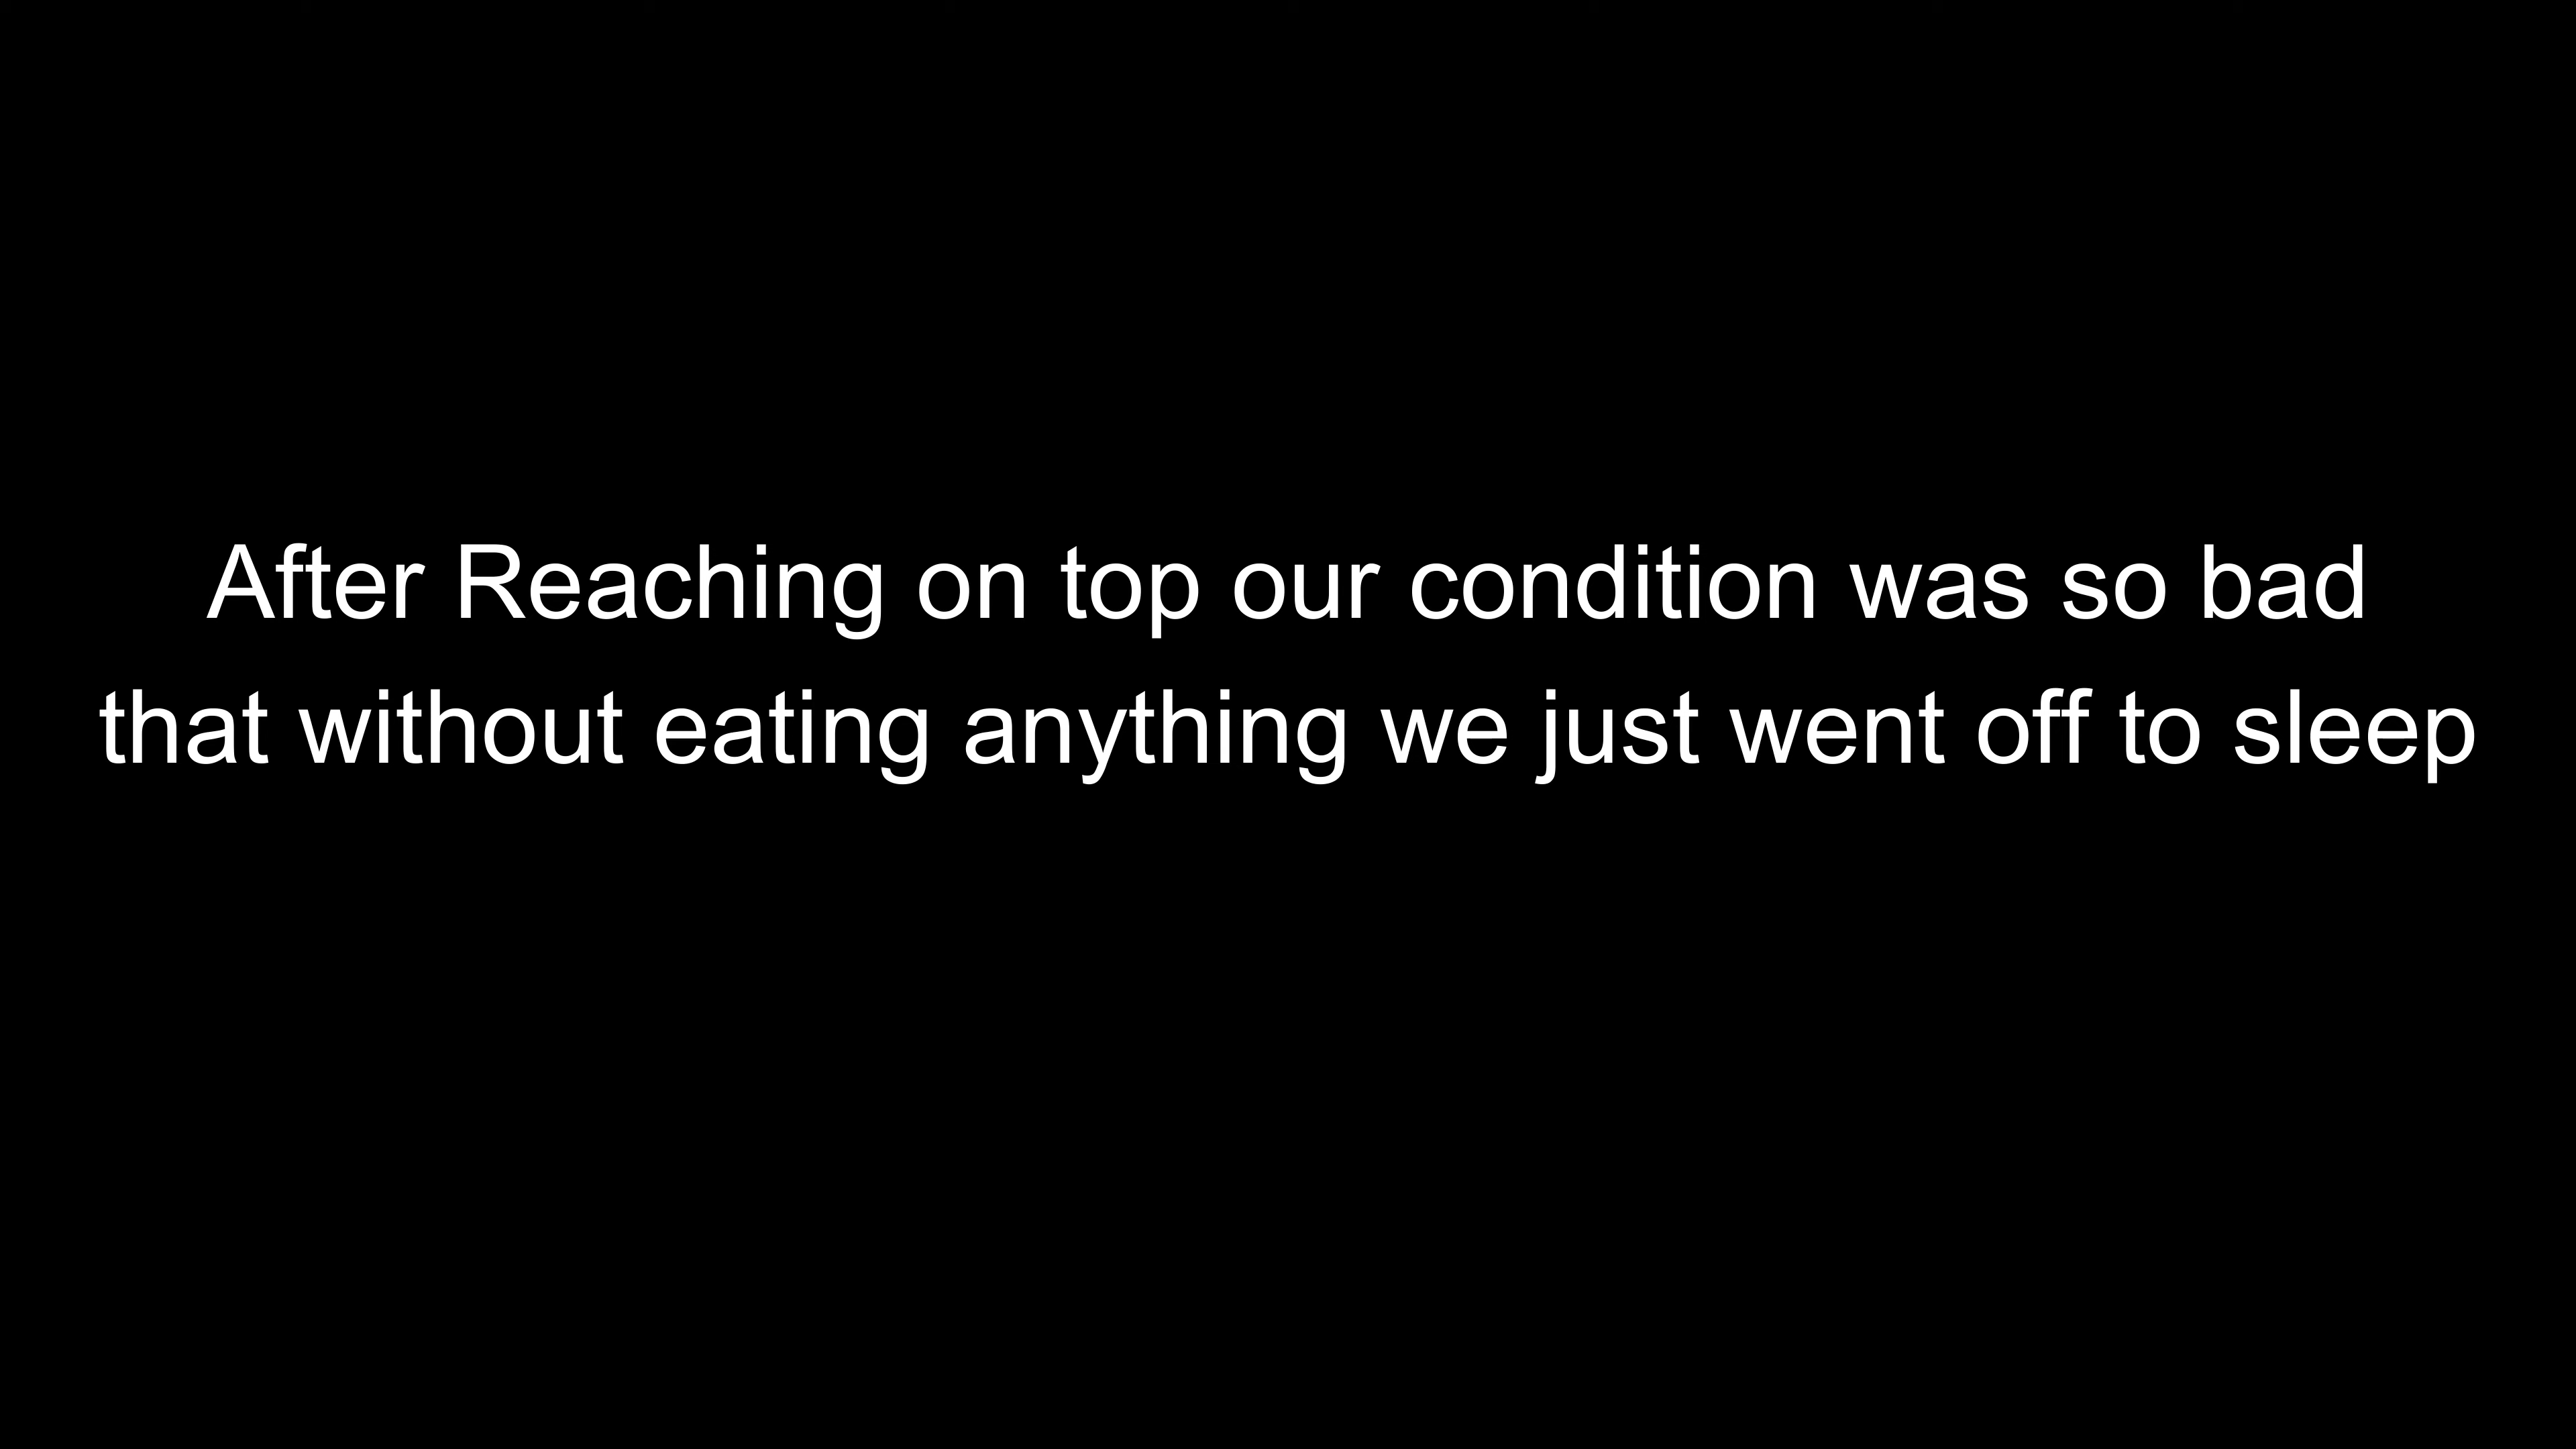 After Reaching on top our condition was so bad
that without eating anything we just went off to sleep